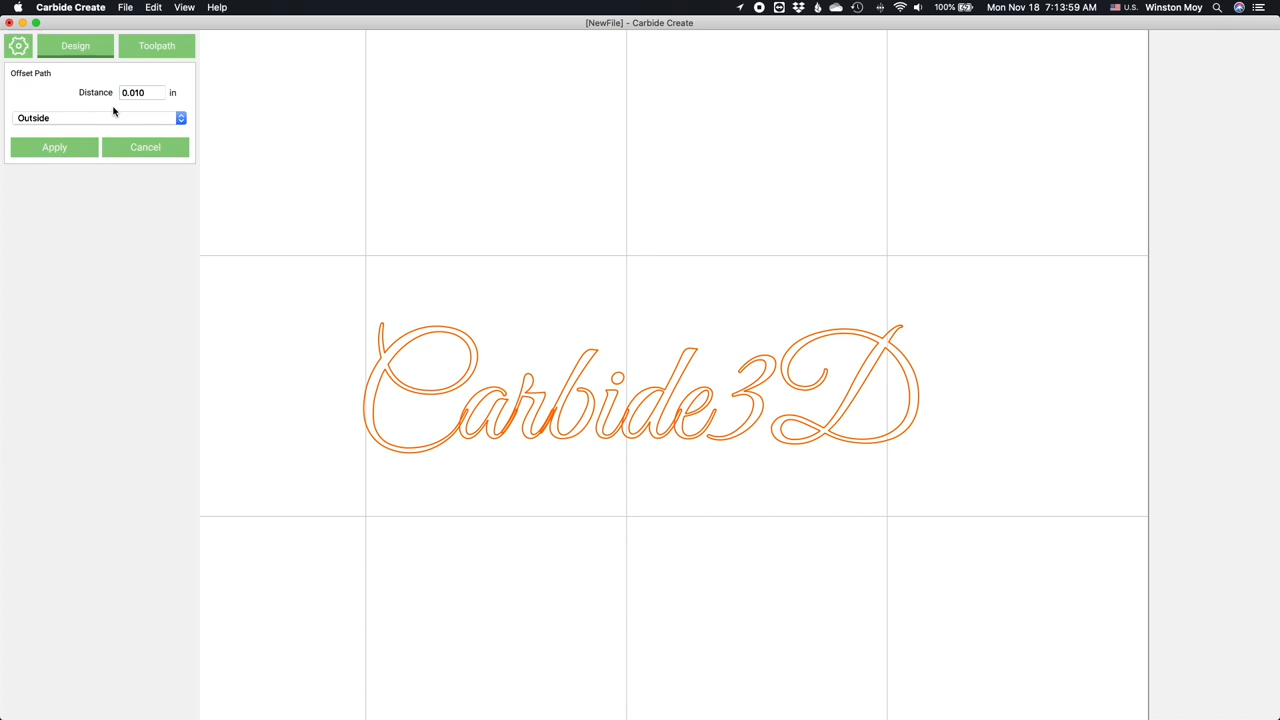 Carbide Create File Edit View Help 100% Mon Nov 18 7:13:59 AM U.S. Winston Moy
[NewFile] - Carbide Create
Design Toolpath
Offset Path
Distance 0.010 in
Outside
Apply Cancel
Carbide3D